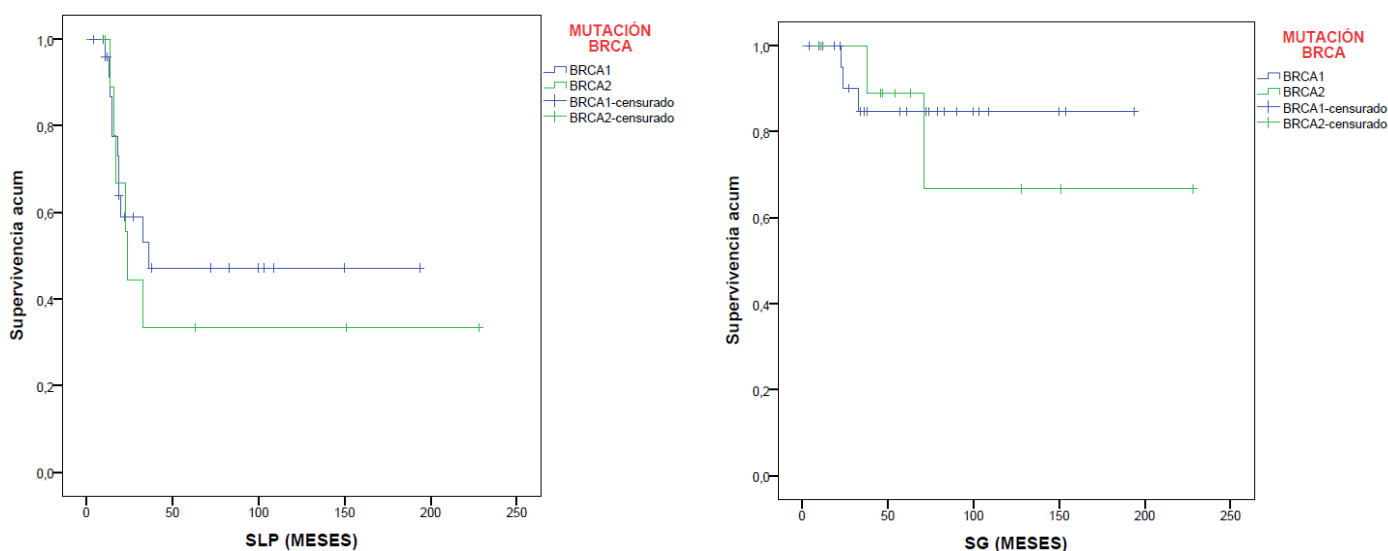 MUTACIÓN
BRCA
BRCA1
BRCA2
BRCA1-censurado
BRCA2-censurado
Supervivencia acum
1,0
0,8
0,6
0,4
0,2
0,0
0 50 100 150 200 250
SLP (MESES)
MUTACIÓN
BRCA
BRCA1
BRCA2
BRCA1-censurado
BRCA2-censurado
Supervivencia acum
1,0
0,8
0,6
0,4
0,2
0,0
0 50 100 150 200 250
SG (MESES)